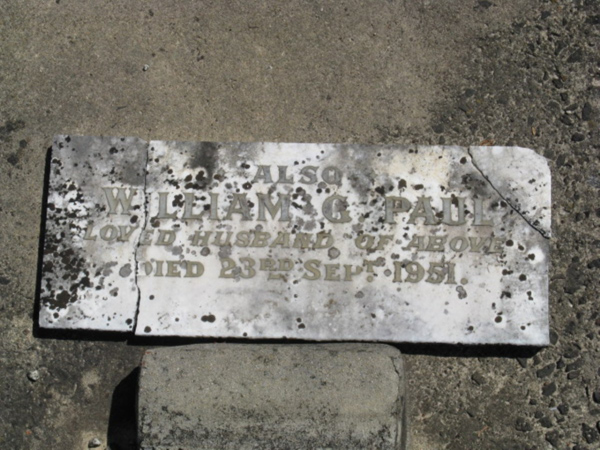 ALSO
WILLIAM G. PAUL
LOVED HUSBAND OF ABOVE
DIED 23RD SEPT. 1951.